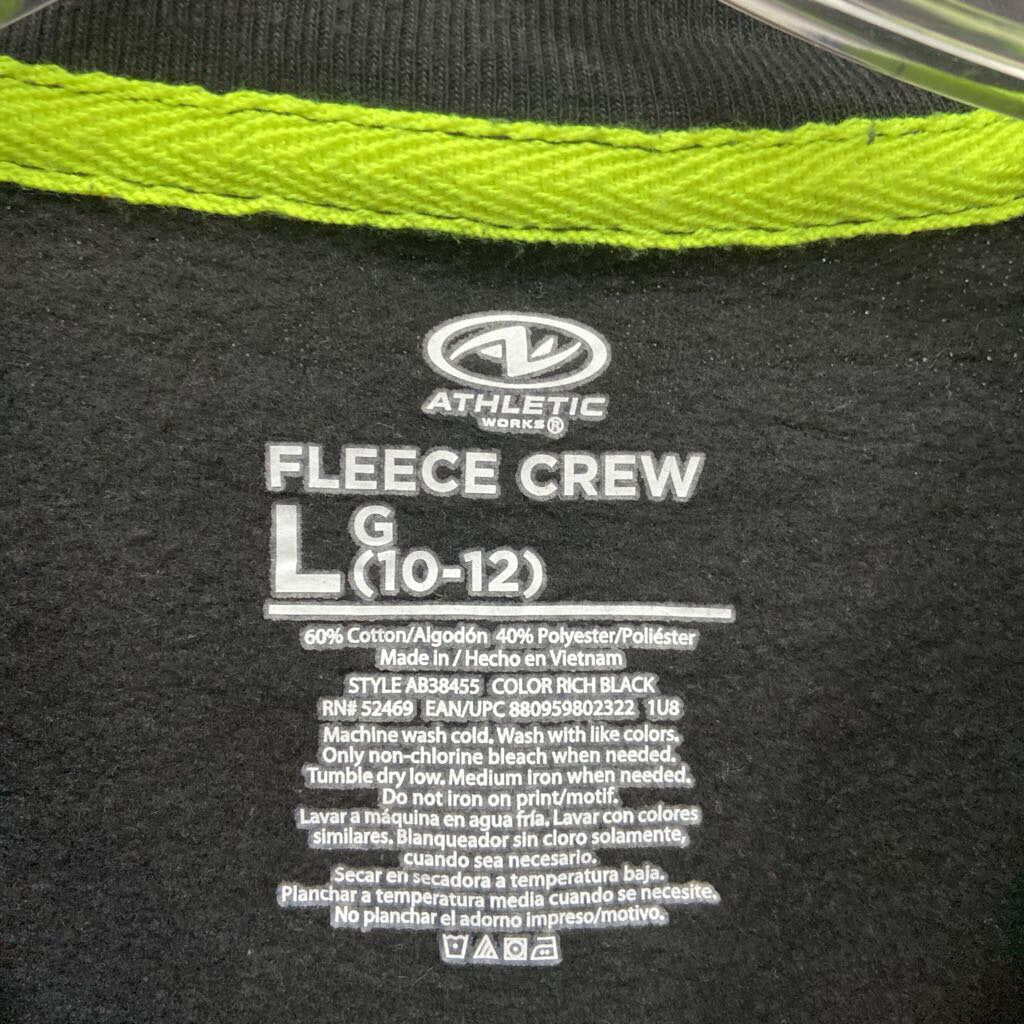 ATHLETIC
WORKS®
FLEECE CREW
L G
(10-12)
60% Cotton/Algodón 40% Polyester/Poliéster
Made in / Hecho en Vietnam
STYLE AB38455 COLOR RICH BLACK
RN# 52469 EAN/UPC 880959802322 1U8
Machine wash cold. Wash with like colors.
Only non-chlorine bleach when needed.
Tumble dry low. Medium iron when needed.
Do not iron on print/motif.
Lavar a máquina en agua fría. Lavar con colores
similares. Blanqueador sin cloro solamente,
cuando sea necesario.
Secar en secadora a temperatura baja.
Planchar a temperatura media cuando se necesite.
No planchar el adorno impreso/motivo.